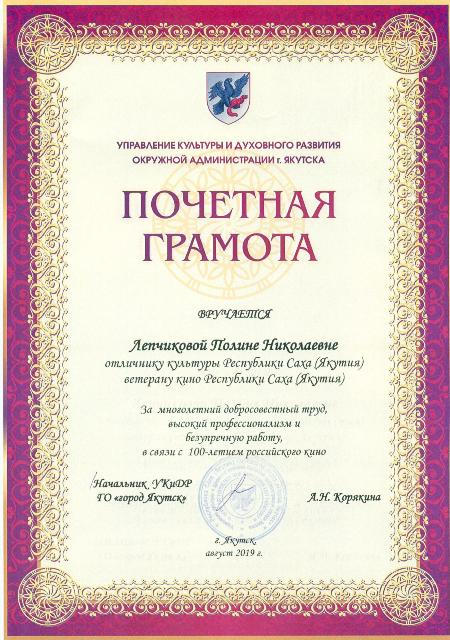 УПРАВЛЕНИЕ КУЛЬТУРЫ И ДУХОВНОГО РАЗВИТИЯ
ОКРУЖНОЙ АДМИНИСТРАЦИИ г. ЯКУТСКА
ПОЧЕТНАЯ
ГРАМОТА
ВРУЧАЕТСЯ
Лепчиковой Полине Николаевне
отличнику культуры Республики Саха (Якутия)
ветерану кино Республики Саха (Якутия)
За многолетний добросовестный труд,
высокий профессионализм и
безупречную работу,
в связи с 100-летием российского кино
Начальник УКиДР
ГО «город Якутск»
А.Н. Корякина
г. Якутск,
август 2019 г.